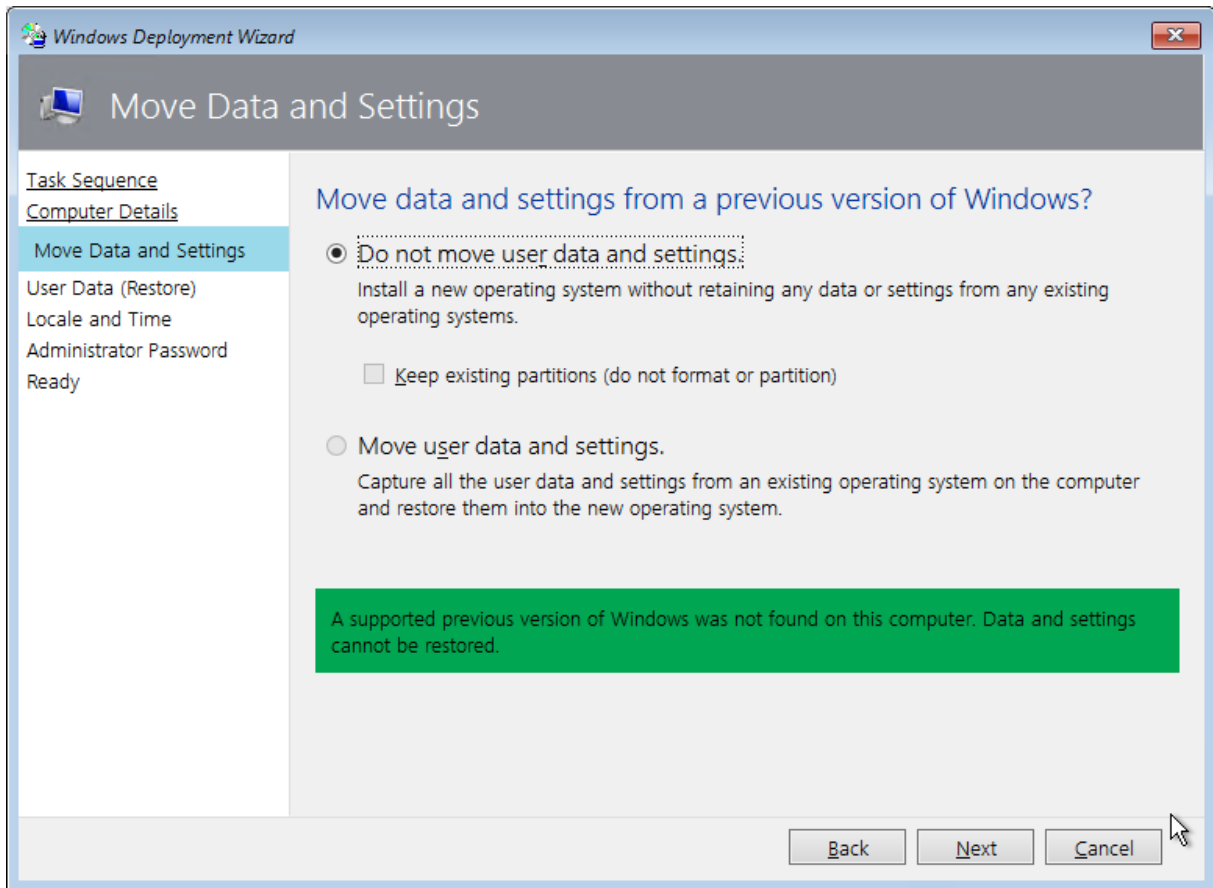 Windows Deployment Wizard
Move Data and Settings
Task Sequence
Computer Details
Move Data and Settings
User Data (Restore)
Locale and Time
Administrator Password
Ready
Move data and settings from a previous version of Windows?
Do not move user data and settings.
Install a new operating system without retaining any data or settings from any existing
operating systems.
Keep existing partitions (do not format or partition)
Move user data and settings.
Capture all the user data and settings from an existing operating system on the computer
and restore them into the new operating system.
A supported previous version of Windows was not found on this computer. Data and settings
cannot be restored.
Back
Next
Cancel